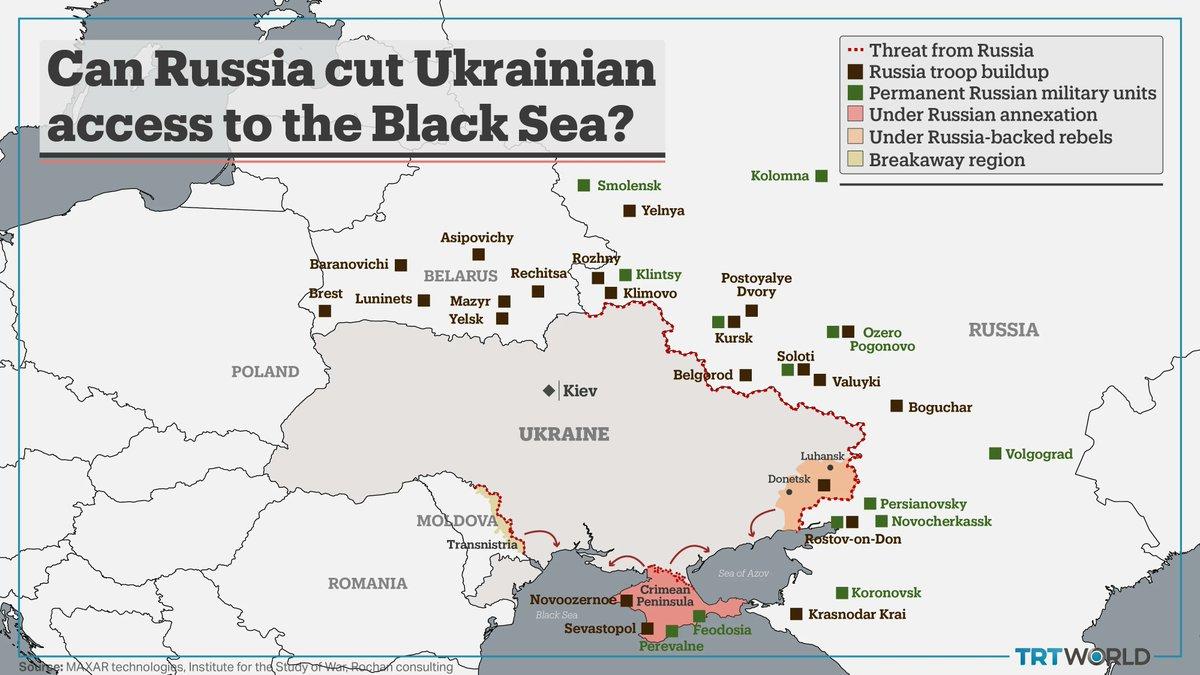 Can Russia cut Ukrainian
access to the Black Sea?
Threat from Russia
Russia troop buildup
Permanent Russian military units
Under Russian annexation
Under Russia-backed rebels
Breakaway region
Smolensk
Kolomna
Yelnya
Asipovichy
Baranovichi
BELARUS
Rechitsa
Rozhny
Klintsy
Klimovo
Postoyalye
Dvory
Brest
Luninets
Mazyr
Yelsk
Kursk
Ozero
Pogonovo
RUSSIA
Soloti
POLAND
Belgorod
Valuyki
Kiev
Boguchar
UKRAINE
Volgograd
Luhansk
Donetsk
Persianovsky
Novocherkassk
Rostov-on-Don
MOLDOVA
Transnistria
Sea of Azov
ROMANIA
Crimean
Peninsula
Koronovsk
Novoozernoe
Black Sea
Krasnodar Krai
Sevastopol
Feodosia
Perevalne
Source: MAXAR technologies, Institute for the Study of War, Rochan consulting
TRTWORLD